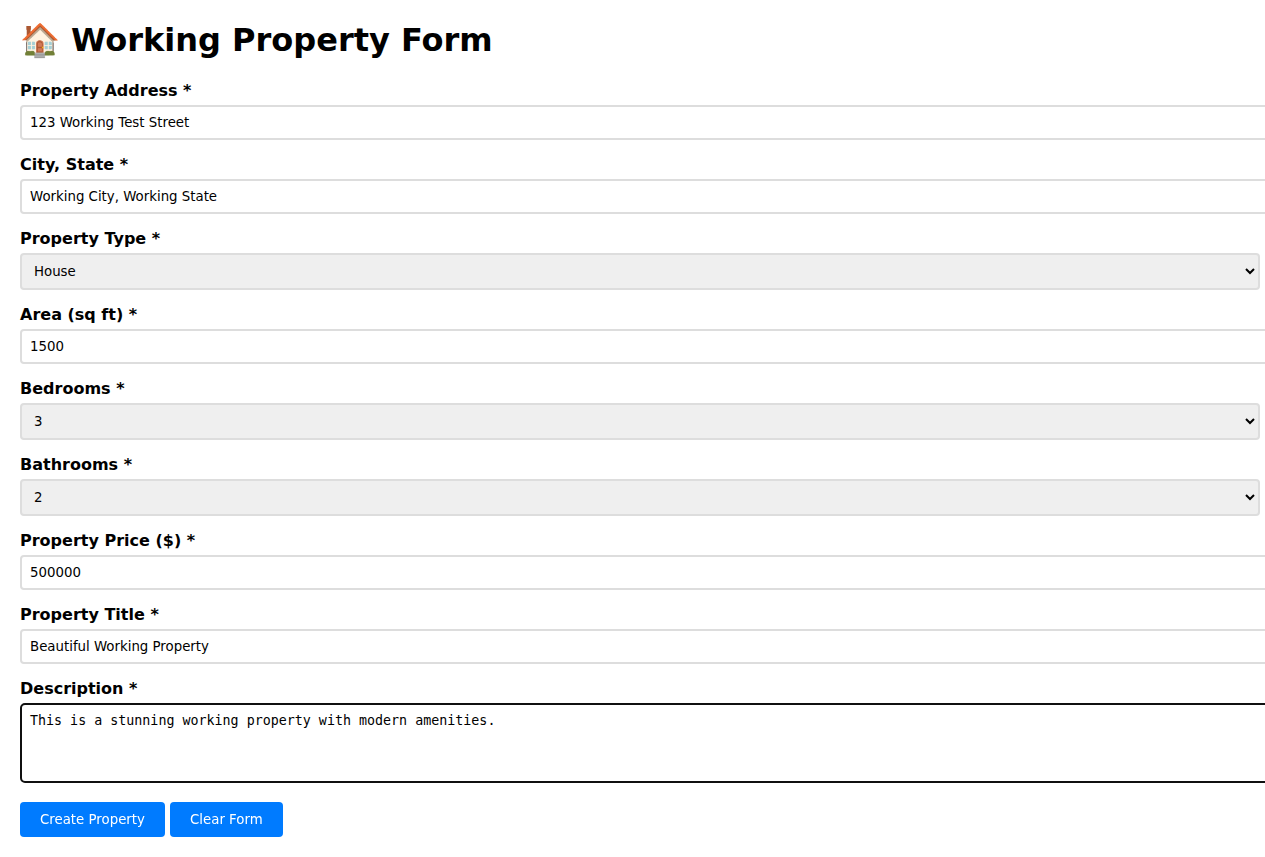 🏠 Working Property Form
Property Address *
123 Working Test Street
City, State *
Working City, Working State
Property Type *
House
Area (sq ft) *
1500
Bedrooms *
3
Bathrooms *
2
Property Price ($) *
500000
Property Title *
Beautiful Working Property
Description *
This is a stunning working property with modern amenities.
Create Property Clear Form